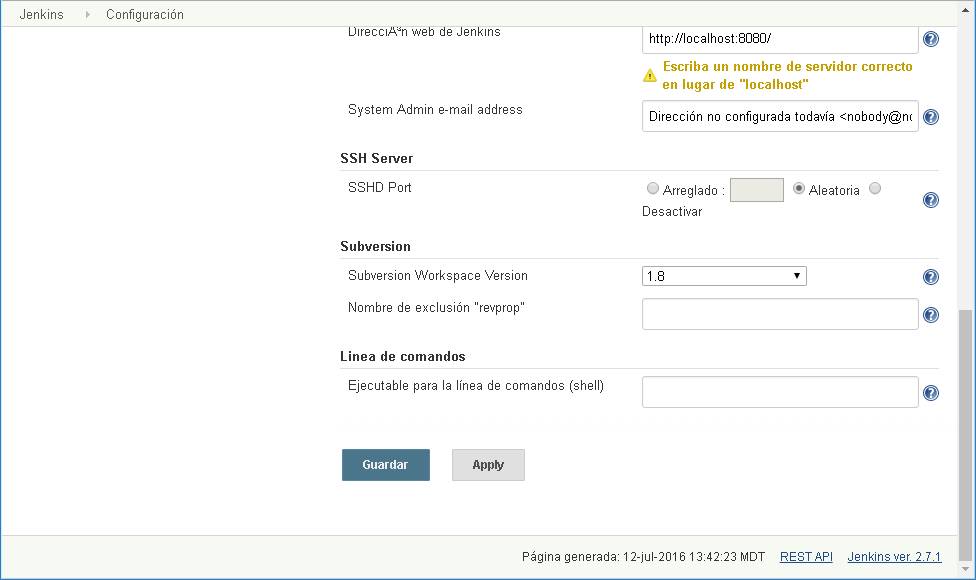 Jenkins Configuración
DirecciÃ³n web de Jenkins
http://localhost:8080/
Escriba un nombre de servidor correcto
en lugar de "localhost"
System Admin e-mail address
Dirección no configurada todavía <nobody@no
SSH Server
SSHD Port
Arreglado : Aleatoria
Desactivar
Subversion
Subversion Workspace Version
1.8
Nombre de exclusión "revprop"
Linea de comandos
Ejecutable para la línea de comandos (shell)
Guardar Apply
Página generada: 12-jul-2016 13:42:23 MDT REST API Jenkins ver. 2.7.1